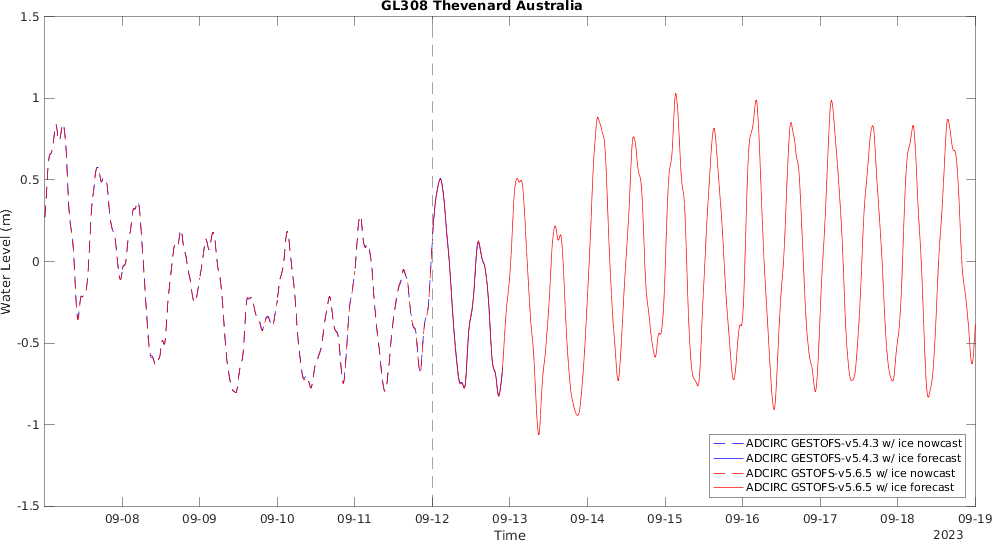 GL308 Thevenard Australia
1.5
1
0.5
0
-0.5
-1
-1.5
Water Level (m)
ADCIRC GESTOFS-v5.4.3 w/ ice nowcast
ADCIRC GESTOFS-v5.4.3 w/ ice forecast
ADCIRC GSTOFS-v5.6.5 w/ ice nowcast
ADCIRC GSTOFS-v5.6.5 w/ ice forecast
09-08 09-09 09-10 09-11 09-12 09-13 09-14 09-15 09-16 09-17 09-18 09-19
Time
2023